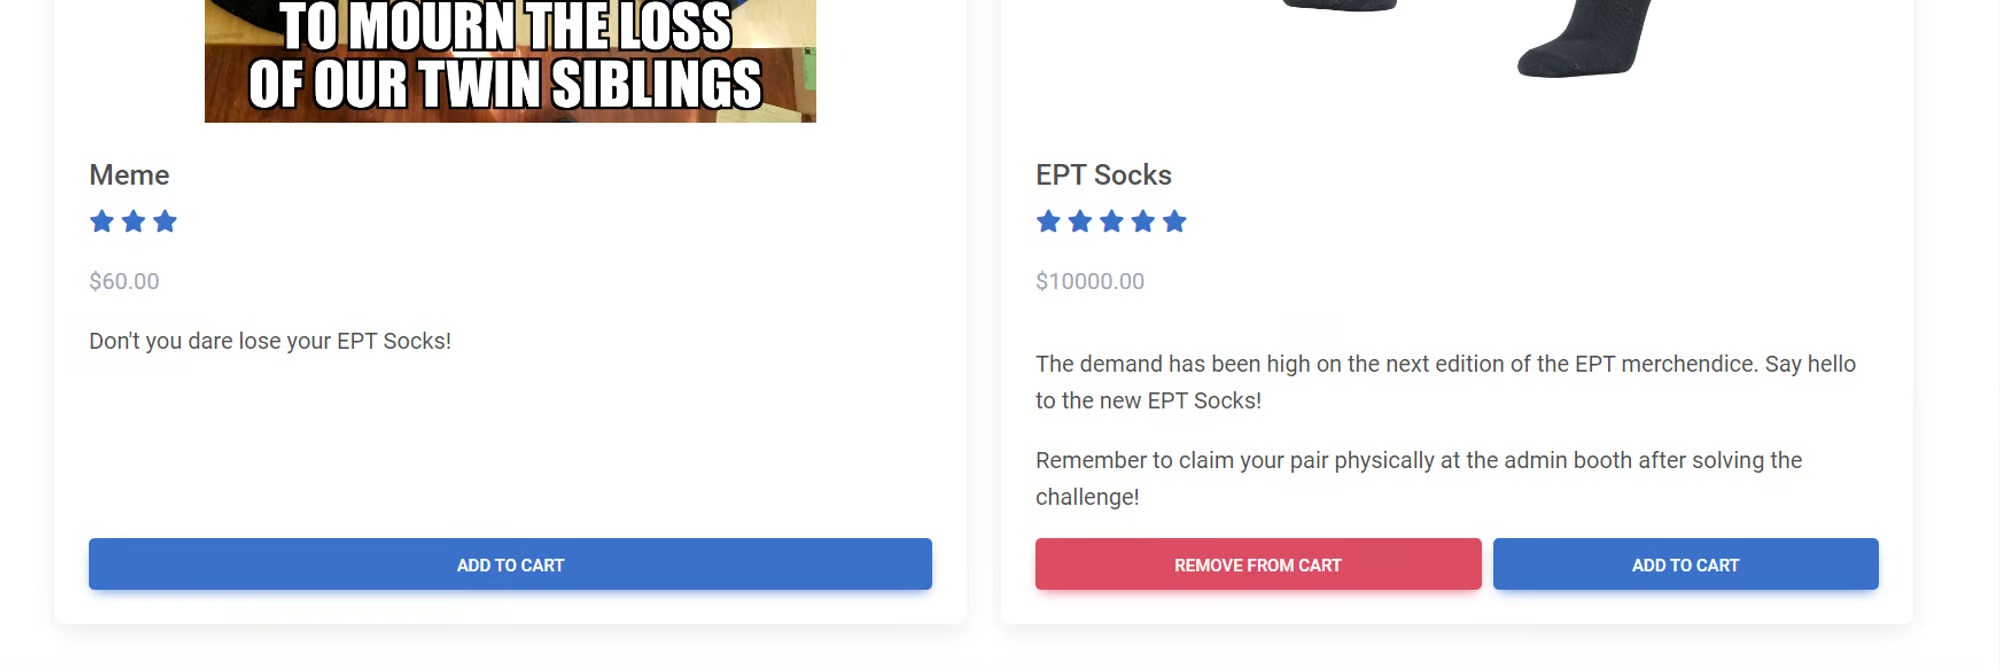 TO MOURN THE LOSS
OF OUR TWIN SIBLINGS
Meme
$60.00
Don't you dare lose your EPT Socks!
ADD TO CART
EPT Socks
$10000.00
The demand has been high on the next edition of the EPT merchendice. Say hello
to the new EPT Socks!
Remember to claim your pair physically at the admin booth after solving the
challenge!
REMOVE FROM CART
ADD TO CART